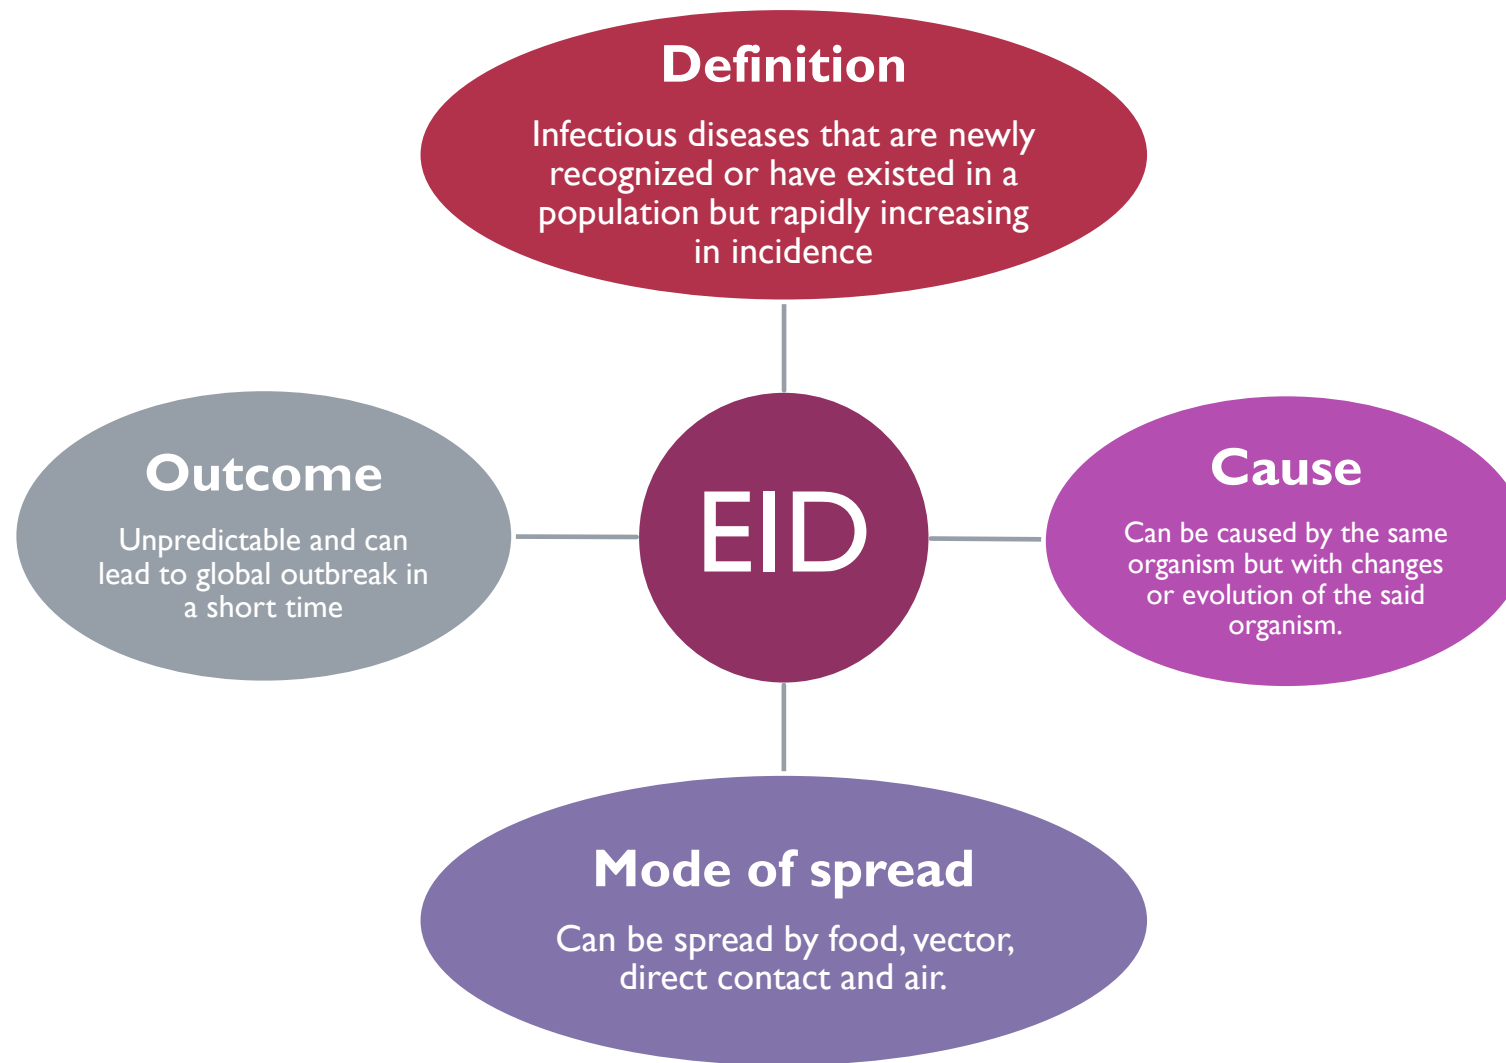 Definition
Infectious diseases that are newly
recognized or have existed in a
population but rapidly increasing
in incidence
Outcome
Unpredictable and can
lead to global outbreak in
a short time
EID
Cause
Can be caused by the same
organism but with changes
or evolution of the said
organism.
Mode of spread
Can be spread by food, vector,
direct contact and air.